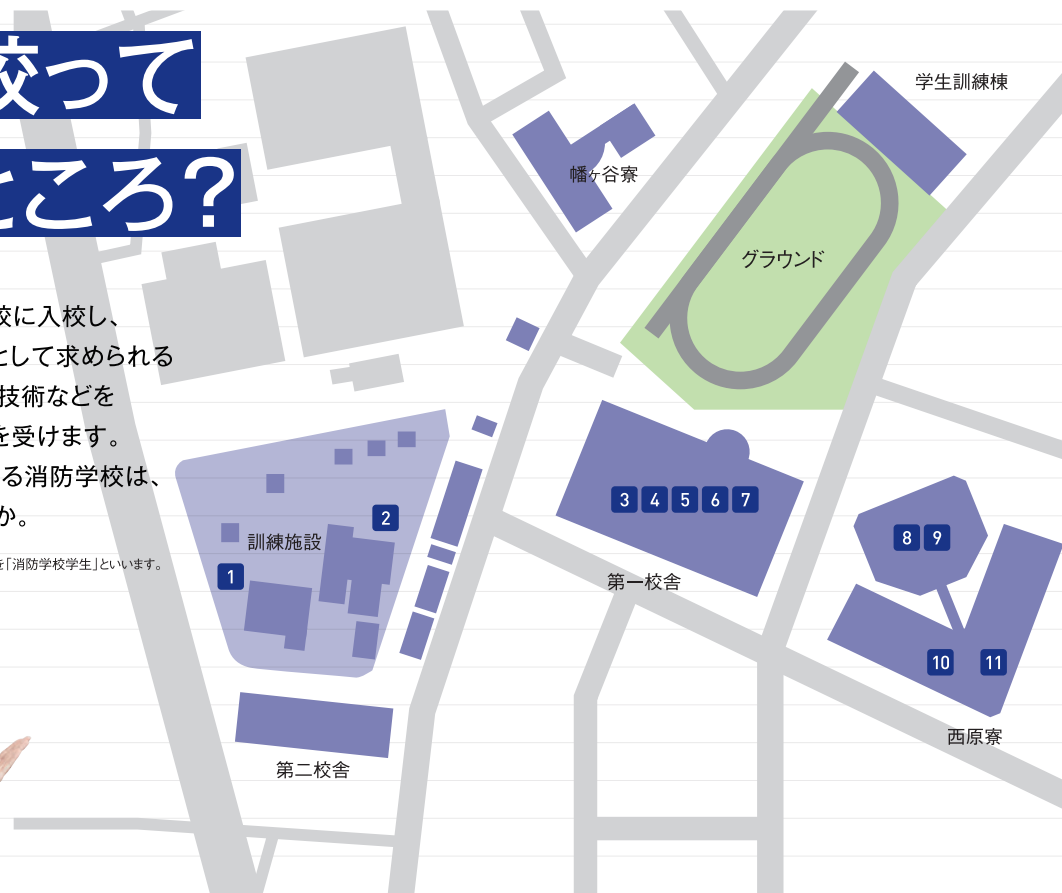 校って
ところ?
校に入校し、
として求められる
技術などを
を受けます。
る消防学校は、
か。
を「消防学校学生」といいます。
学生訓練棟
幡ヶ谷寮
グラウンド
3 4 5 6 7
2
訓練施設
1
8 9
第一校舎
10 11
西原寮
第二校舎